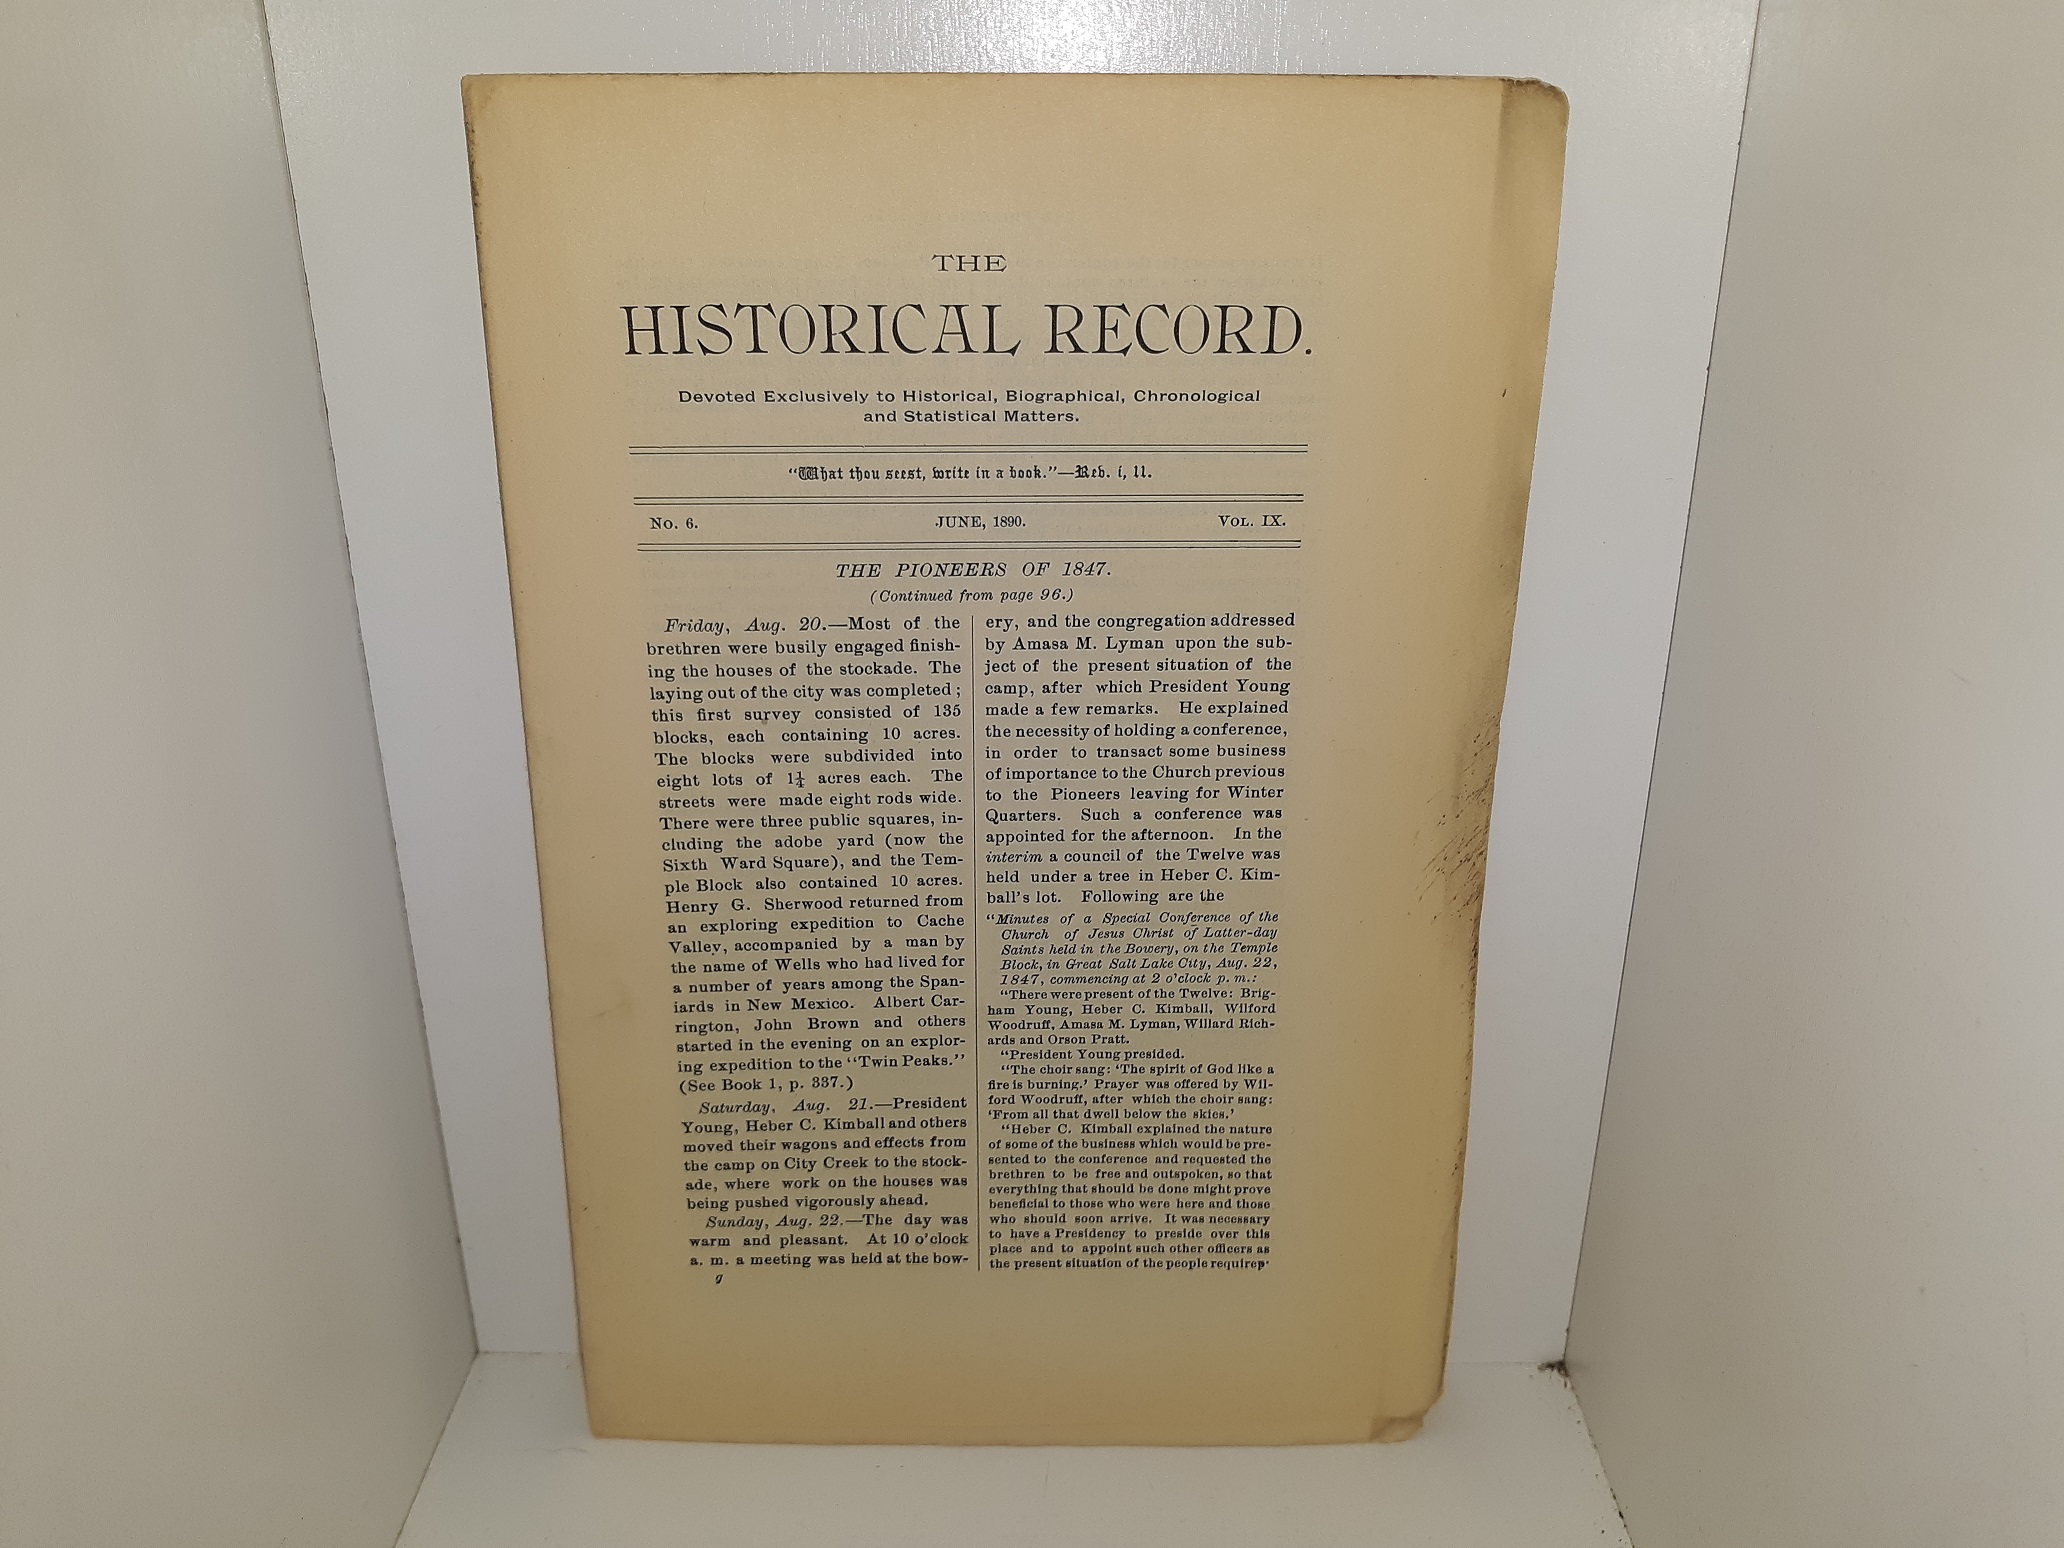 THE
HISTORICAL RECORD.
Devoted Exclusively to Historical, Biographical, Chronological
and Statistical Matters.
"What thou seest, write in a book."—Rev. i, 11.
No. 6. JUNE, 1890. VOL. IX.
THE PIONEERS OF 1847.
(Continued from page 96.)
Friday, Aug. 20.—Most of the
brethren were busily engaged finish-
ing the houses of the stockade. The
laying out of the city was completed;
this first survey consisted of 135
blocks, each containing 10 acres.
The blocks were subdivided into
eight lots of 1¼ acres each. The
streets were made eight rods wide.
There were three public squares, in-
cluding the adobe yard (now the
Sixth Ward Square), and the Tem-
ple Block also contained 10 acres.
Henry G. Sherwood returned from
an exploring expedition to Cache
Valley, accompanied by a man by
the name of Wells who had lived for
a number of years among the Span-
iards in New Mexico. Albert Car-
rington, John Brown and others
started in the evening on an explor-
ing expedition to the "Twin Peaks."
(See Book 1, p. 337.)
Saturday, Aug. 21.—President
Young, Heber C. Kimball and others
moved their wagons and effects from
the camp on City Creek to the stock-
ade, where work on the houses was
being pushed vigorously ahead.
Sunday, Aug. 22.—The day was
warm and pleasant. At 10 o'clock
a. m. a meeting was held at the bow-
g
ery, and the congregation addressed
by Amasa M. Lyman upon the sub-
ject of the present situation of the
camp, after which President Young
made a few remarks. He explained
the necessity of holding a conference,
in order to transact some business
of importance to the Church previous
to the Pioneers leaving for Winter
Quarters. Such a conference was
appointed for the afternoon. In the
interim a council of the Twelve was
held under a tree in Heber C. Kim-
ball's lot. Following are the
"Minutes of a Special Conference of the
Church of Jesus Christ of Latter-day
Saints held in the Bowery, on the Temple
Block, in Great Salt Lake City, Aug. 22,
1847, commencing at 2 o'clock p. m.:
"There were present of the Twelve: Brig-
ham Young, Heber C. Kimball, Wilford
Woodruff, Amasa M. Lyman, Willard Rich-
ards and Orson Pratt.
"President Young presided.
"The choir sang: 'The spirit of God like a
fire is burning.' Prayer was offered by Wil-
ford Woodruff, after which the choir sang:
'From all that dwell below the skies.'
"Heber C. Kimball explained the nature
of some of the business which would be pre-
sented to the conference and requested the
brethren to be free and outspoken, so that
everything that should be done might prove
beneficial to those who were here and those
who should soon arrive. It was necessary
to have a Presidency to preside over this
place and to appoint such other officers as
the present situation of the people